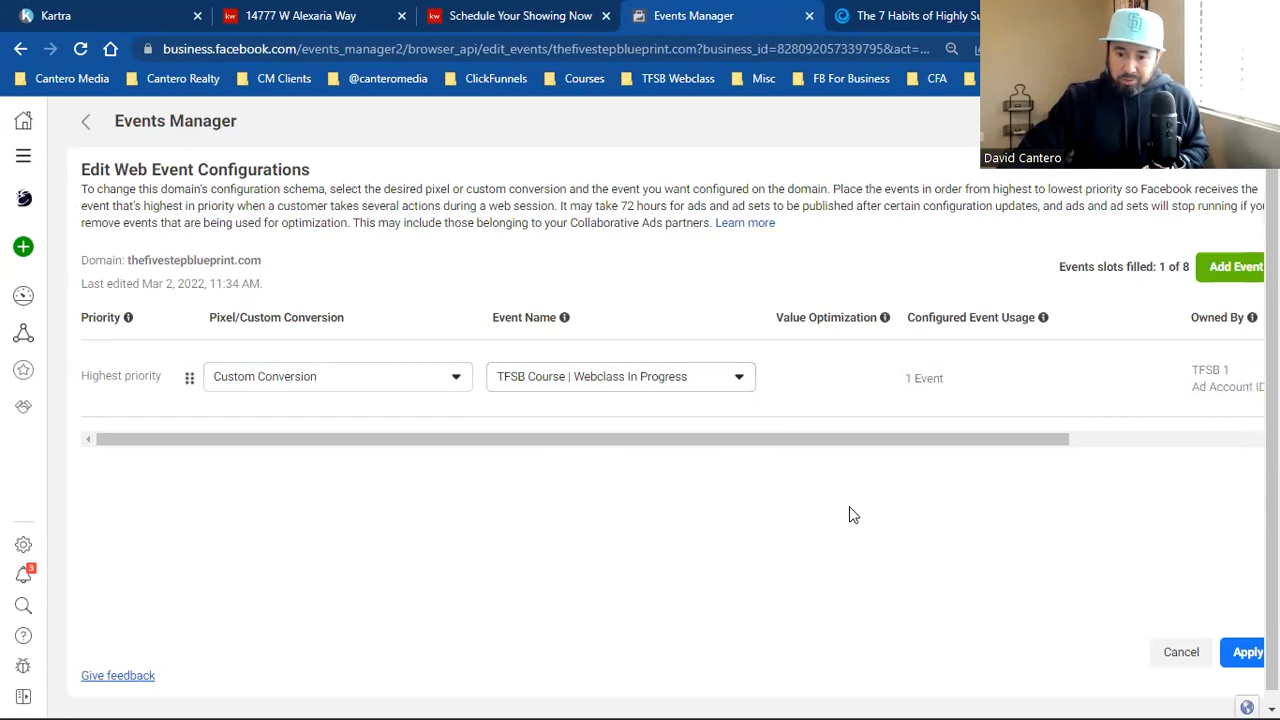 Kartra
14777 W Alexaria Way
Schedule Your Showing Now
Events Manager
The 7 Habits of Highly Su
business.facebook.com/events_manager2/browser_api/edit_events/thefivestepblueprint.com?business_id=828092057339795&act=...
Cantero Media
Cantero Realty
CM Clients
@canteromedia
ClickFunnels
Courses
TFSB Webclass
Misc
FB For Business
CFA
David Cantero
Events Manager
Edit Web Event Configurations
To change this domain's configuration schema, select the desired pixel or custom conversion and the event you want configured on the domain. Place the events in order from highest to lowest priority so Facebook receives the
event that's highest in priority when a customer takes several actions during a web session. It may take 72 hours for ads and ad sets to be published after certain configuration updates, and ads and ad sets will stop running if you
remove events that are being used for optimization. This may include those belonging to your Collaborative Ads partners. Learn more
Domain: thefivestepblueprint.com
Events slots filled: 1 of 8
Add Event
Last edited Mar 2, 2022, 11:34 AM.
Priority
Pixel/Custom Conversion
Event Name
Value Optimization
Configured Event Usage
Owned By
Highest priority
Custom Conversion
TFSB Course | Webclass In Progress
1 Event
TFSB 1
Ad Account ID
3
Cancel
Apply
Give feedback